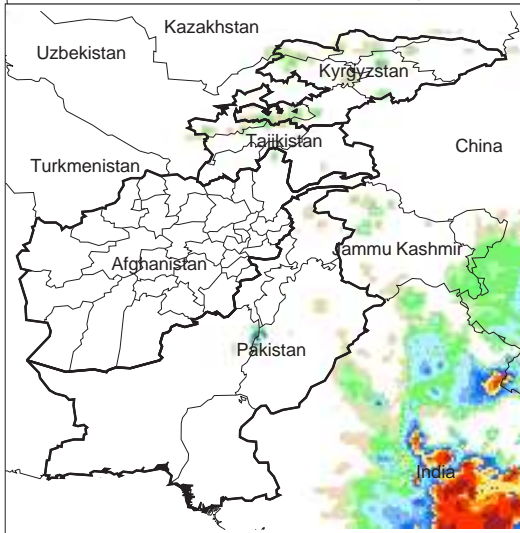 Kazakhstan
Uzbekistan
Kyrgyzstan
Tajikistan
China
Turkmenistan
Jammu Kashmir
Afghanistan
Pakistan
India